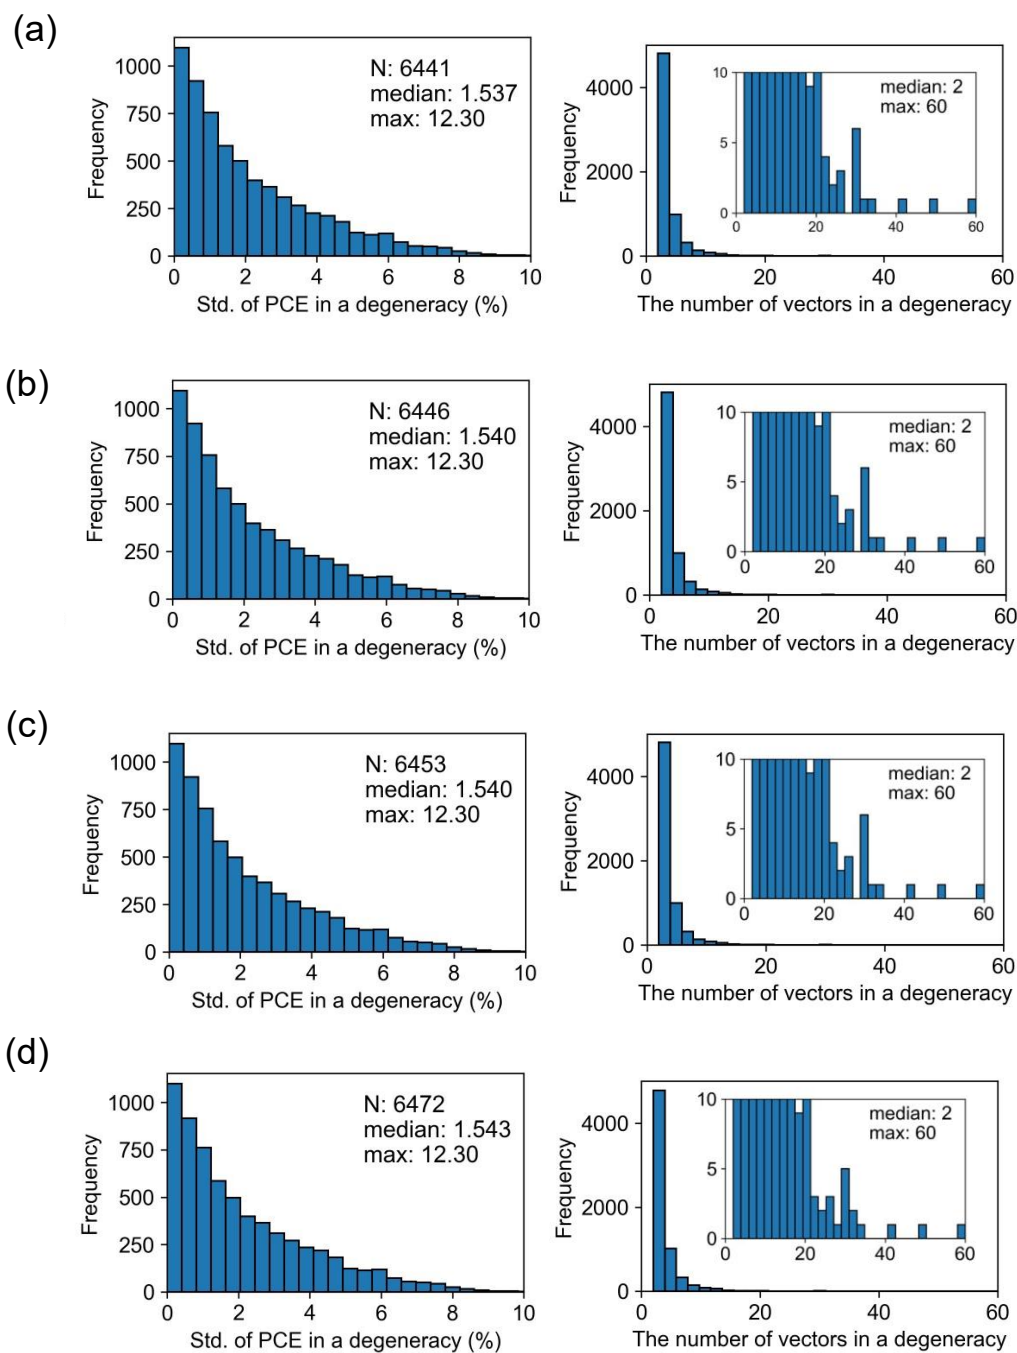 (a)
1000
750
500
250
0
Frequency
N: 6441
median: 1.537
max: 12.30
0 2 4 6 8 10
Std. of PCE in a degeneracy (%)
4000
2000
0
Frequency
10
5
0
median: 2
max: 60
0 20 40 60
0 20 40 60
The number of vectors in a degeneracy
(b)
1000
750
500
250
0
Frequency
N: 6446
median: 1.540
max: 12.30
0 2 4 6 8 10
Std. of PCE in a degeneracy (%)
4000
2000
0
Frequency
10
5
0
median: 2
max: 60
0 20 40 60
0 20 40 60
The number of vectors in a degeneracy
(c)
1000
750
500
250
0
Frequency
N: 6453
median: 1.540
max: 12.30
0 2 4 6 8 10
Std. of PCE in a degeneracy (%)
4000
2000
0
Frequency
10
5
0
median: 2
max: 60
0 20 40 60
0 20 40 60
The number of vectors in a degeneracy
(d)
1000
750
500
250
0
Frequency
N: 6472
median: 1.543
max: 12.30
0 2 4 6 8 10
Std. of PCE in a degeneracy (%)
4000
2000
0
Frequency
10
5
0
median: 2
max: 60
0 20 40 60
0 20 40 60
The number of vectors in a degeneracy